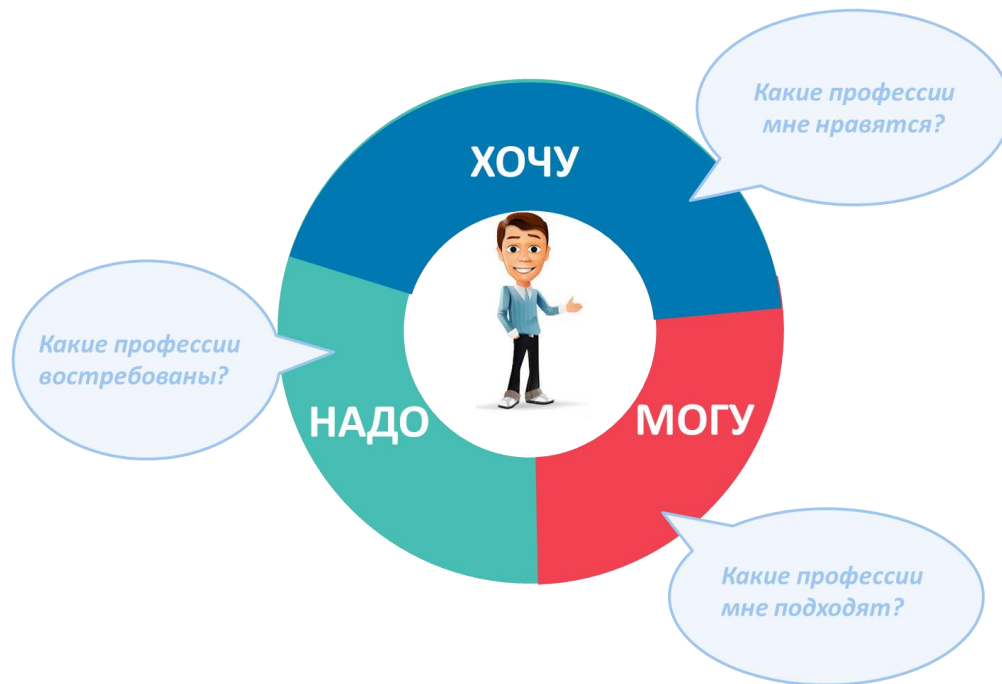 Какие профессии
мне нравятся?
ХОЧУ
Какие профессии
востребованы?
НАДО
МОГУ
Какие профессии
мне подходят?